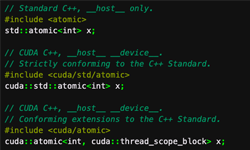 // Standard C++, __host__ only.
#include <atomic>
std::atomic<int> x;

// CUDA C++, __host__ __device__.
// Strictly conforming to the C++ Standard.
#include <cuda/std/atomic>
cuda::std::atomic<int> x;

// CUDA C++, __host__ __device__.
// Conforming extensions to the C++ Standard.
#include <cuda/atomic>
cuda::atomic<int, cuda::thread_scope_block> x;